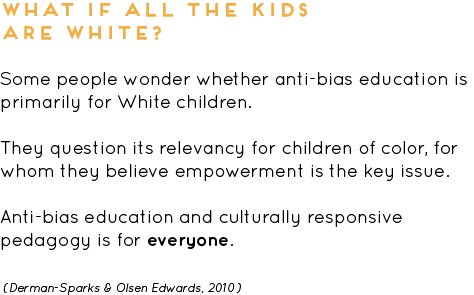 WHAT IF ALL THE KIDS
ARE WHITE?
Some people wonder whether anti-bias education is
primarily for White children.
They question its relevancy for children of color, for
whom they believe empowerment is the key issue.
Anti-bias education and culturally responsive
pedagogy is for everyone.
(Derman-Sparks & Olsen Edwards, 2010)